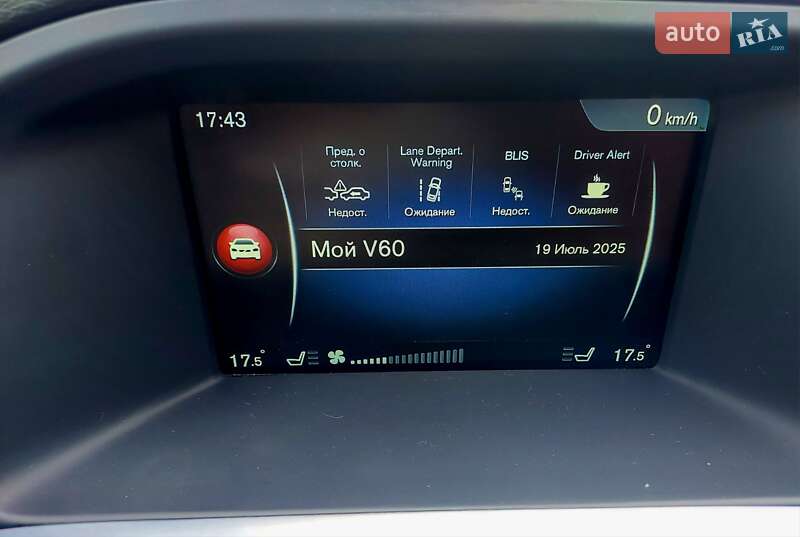 auto RIA
.com
17:43
0 km/h
Пред. о
столк.
Недост.
Lane Depart.
Warning
Ожидание
BLIS
Недост.
Driver Alert
Ожидание
Мой V60
19 Июль 2025
17.5°
17.5°